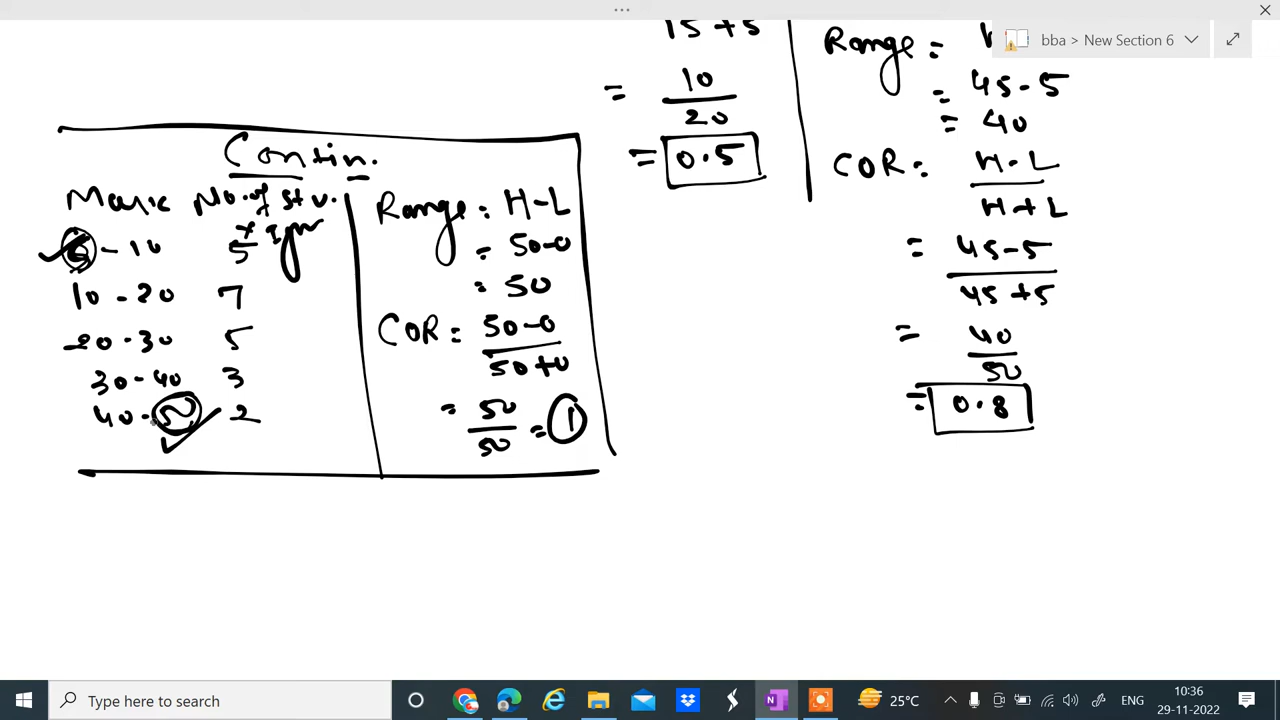 bba > New Section 6
15 + 5
= 10
20
= 0.5
Range =
= 45 - 5
= 40
COR = H - L
H + L
= 45 - 5
45 + 5
= 40
50
= 0.8
Contin.
No. of Stu.
- 10 5
10 - 20 7
20 - 30 5
30 - 40 3
40 - 50 2
Range = H - L
= 50 - 0
= 50
COR = 50 - 0
50 + 0
= 50
50 = 1
Type here to search
25°C
ENG
10:36
29-11-2022